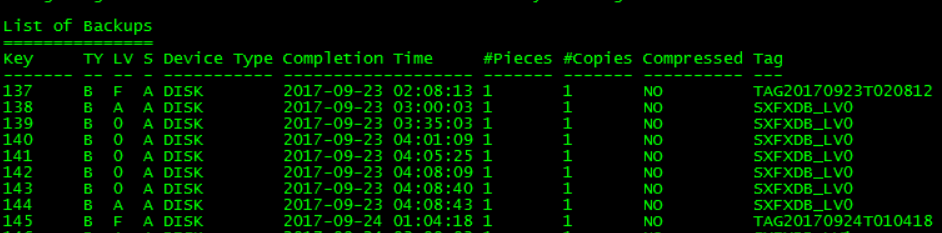 List of Backups
===============
Key     TY LV S Device Type Completion Time     #Pieces #Copies Compressed Tag
------- -- -- - ----------- ------------------- ------- ------- ---------- ---
137     B  F  A DISK        2017-09-23 02:08:13 1       1       NO         TAG20170923T020812
138     B  A  A DISK        2017-09-23 03:00:03 1       1       NO         SXFXDB_LV0
139     B  0  A DISK        2017-09-23 03:35:03 1       1       NO         SXFXDB_LV0
140     B  0  A DISK        2017-09-23 04:01:09 1       1       NO         SXFXDB_LV0
141     B  0  A DISK        2017-09-23 04:05:25 1       1       NO         SXFXDB_LV0
142     B  0  A DISK        2017-09-23 04:08:09 1       1       NO         SXFXDB_LV0
143     B  0  A DISK        2017-09-23 04:08:40 1       1       NO         SXFXDB_LV0
144     B  A  A DISK        2017-09-23 04:08:43 1       1       NO         SXFXDB_LV0
145     B  F  A DISK        2017-09-24 01:04:18 1       1       NO         TAG20170924T010418